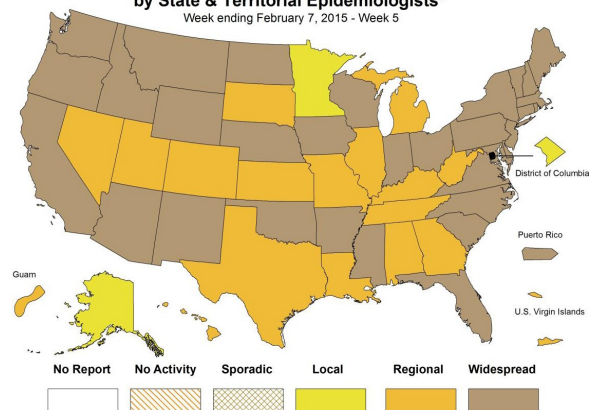 by State & Territorial Epidemiologists
Week ending February 7, 2015 - Week 5
District of Columbia
Puerto Rico
Guam
U.S. Virgin Islands
No Report No Activity Sporadic Local Regional Widespread